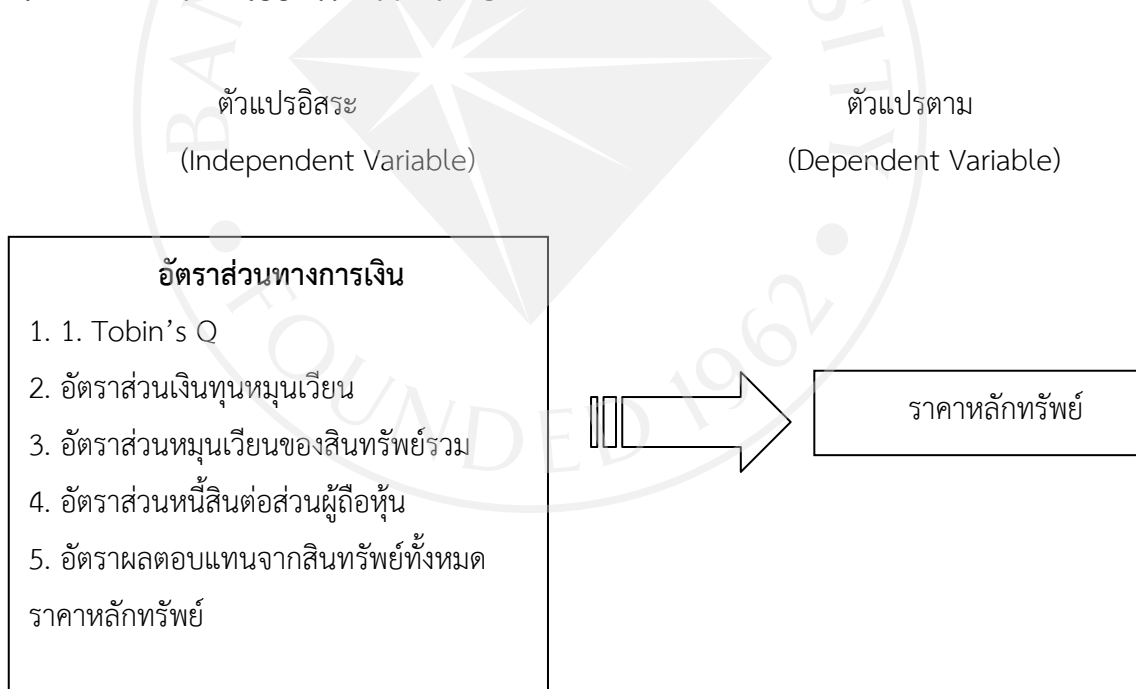 ตัวแปรอิสระ
(Independent Variable)
ตัวแปรตาม
(Dependent Variable)
อัตราส่วนทางการเงิน
1. 1. Tobin’s Q
2. อัตราส่วนเงินทุนหมุนเวียน
3. อัตราส่วนหมุนเวียนของสินทรัพย์รวม
4. อัตราส่วนหนี้สินต่อส่วนผู้ถือหุ้น
5. อัตราผลตอบแทนจากสินทรัพย์ทั้งหมด
ราคาหลักทรัพย์
ราคาหลักทรัพย์
FOUNDED 1962